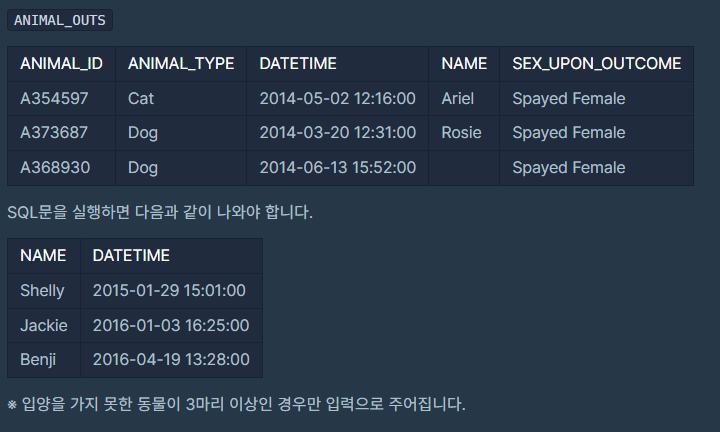 ANIMAL_OUTS
ANIMAL_ID ANIMAL_TYPE DATETIME NAME SEX_UPON_OUTCOME
A354597 Cat 2014-05-02 12:16:00 Ariel Spayed Female
A373687 Dog 2014-03-20 12:31:00 Rosie Spayed Female
A368930 Dog 2014-06-13 15:52:00 Spayed Female
SQL문을 실행하면 다음과 같이 나와야 합니다.
NAME DATETIME
Shelly 2015-01-29 15:01:00
Jackie 2016-01-03 16:25:00
Benji 2016-04-19 13:28:00
※ 입양을 가지 못한 동물이 3마리 이상인 경우만 입력으로 주어집니다.